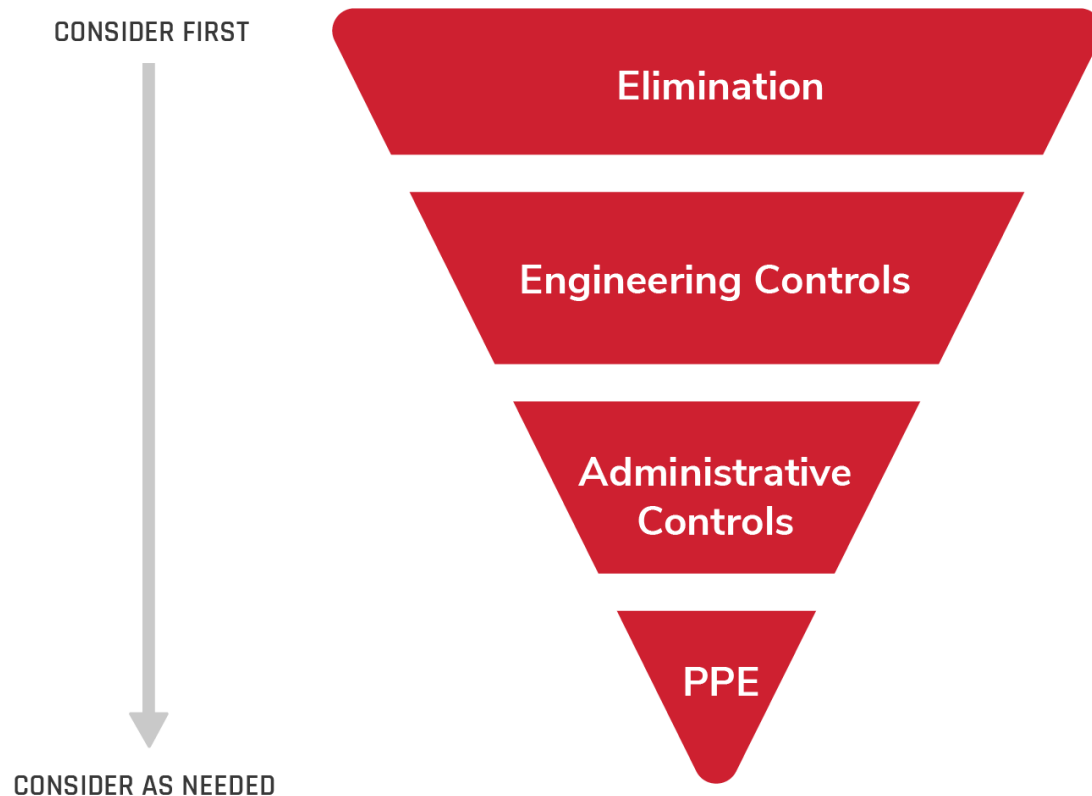 CONSIDER FIRST
Elimination
Engineering Controls
Administrative
Controls
PPE
CONSIDER AS NEEDED